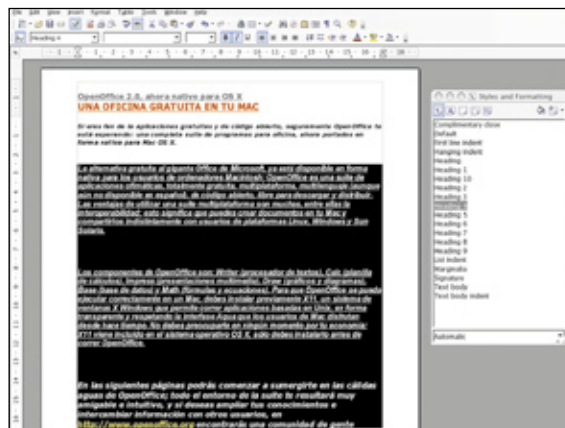 File Edit View Insert Format Table Tools Window Help
Heading 4
OpenOffice 2.0, ahora nativo para OS X
UNA OFICINA GRATUITA EN TU MAC
Si eres fan de la aplicaciones gratuitas y de código abierto, seguramente OpenOffice te
está esperando: una completa suite de programas para oficina, ahora portados en
forma nativa para Mac OS X.
La alternativa gratuita al gigante Office de Microsoft, ya está disponible en forma
nativa para los usuarios de ordenadores Macintosh. OpenOffice es una suite de
aplicaciones ofimáticas, totalmente gratuita, multiplataforma, multilenguaje (aunque
aún no disponible en español), de código abierto, libre para descargar y distribuir.
Las ventajas de utilizar una suite multiplataforma son muchas, entre ellas la
interoperabilidad; esto significa que puedes crear documentos en tu Mac y
compartirlos indistintamente con usuarios de plataformas Linux, Windows y Sun
Solaris.
Los componentes de OpenOffice son: Writer (procesador de textos), Calc (planilla
de cálculos), Impress (presentaciones multimedia), Draw (gráficos y diagramas),
Base (base de datos) y Math (fórmulas y ecuaciones). Para que OpenOffice se pueda
ejecutar correctamente en un Mac, debes instalar previamente X11, un sistema de
ventanas X Windows que permite correr aplicaciones basadas en Unix, en forma
transparente y respetando la interfase Aqua que los usuarios de Mac disfrutan
desde hace tiempo. No debes preocuparte en ningún momento por tu economía:
X11 viene incluido en el sistema operativo OS X, sólo debes instalarlo antes de
correr OpenOffice.
En las siguientes páginas podrás comenzar a sumergirte en las cálidas
aguas de OpenOffice; todo el entorno de la suite te resultará muy
amigable e intuitivo, y si deseas ampliar tus conocimientos e
intercambiar información con otros usuarios, en
http://www.openoffice.org encontrarás una comunidad de gente
Styles and Formatting
Complimentary close
Default
First line indent
Hanging indent
Heading
Heading 1
Heading 10
Heading 2
Heading 3
Heading 4
Heading 5
Heading 6
Heading 7
Heading 8
Heading 9
List Indent
Marginalia
Signature
Text body
Text body indent
Automatic